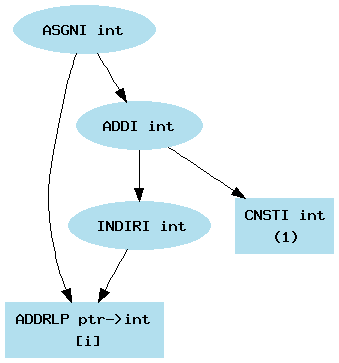 ASGNI int
ADDI int
INDIRI int
CNSTI int
(1)
ADDRLP ptr->int
[i]